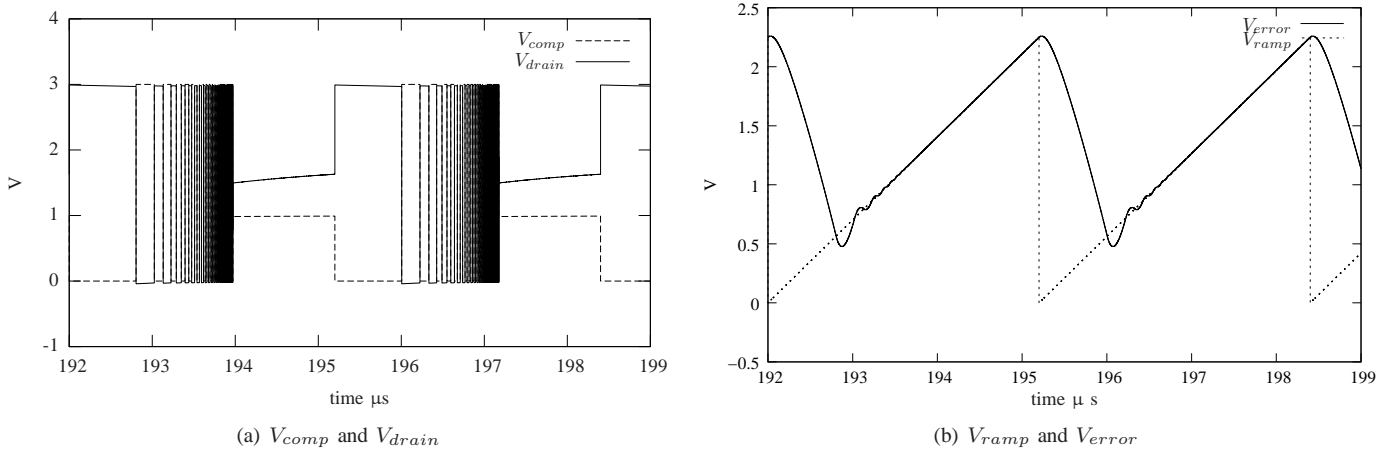 4
3
2
1
0
-1
V
192 193 194 195 196 197 198 199
time μs
V_comp
V_drain
(a) V_comp and V_drain
2.5
2
1.5
1
0.5
0
−0.5
V
192 193 194 195 196 197 198 199
time μ s
V_error
V_ramp
(b) V_ramp and V_error